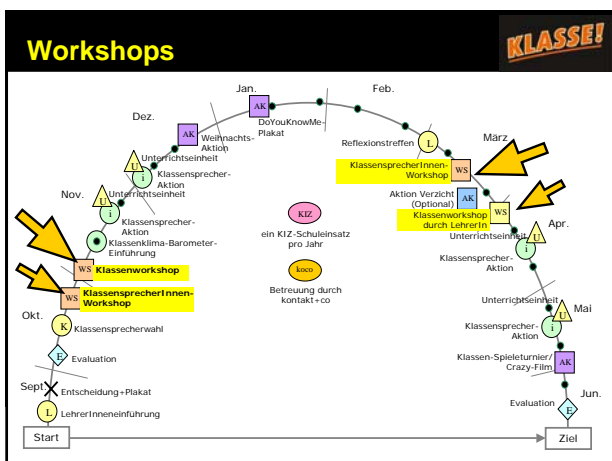 Workshops
KLASSE!
Jan.
Feb.
Dez.
März
Nov.
Apr.
Okt.
Mai
Sept.
Jun.
AK
DoYouKnowMe-
Plakat
AK
Weihnachts-
Aktion
U
Unterrichtseinheit
i
Klassensprecher-
Aktion
U
Unterrichtseinheit
i
Klassensprecher-
Aktion
Klassenklima-Barometer-
Einführung
WS
Klassenworkshop
WS
KlassensprecherInnen-
Workshop
K
Klassensprecherwahl
E
Evaluation
Entscheidung+Plakat
L
LehrerInneneinführung
Start
KIZ
ein KIZ-Schuleinsatz
pro Jahr
koco
Betreuung durch
kontakt+co
Reflexionstreffen
L
KlassensprecherInnen-
Workshop
WS
Aktion Verzicht
(Optional)
AK
Klassenworkshop
durch LehrerIn
WS
Unterrichtseinheit
U
Klassensprecher-
Aktion
i
Unterrichtseinheit
U
Klassensprecher-
Aktion
i
Klassen-Spieleturnier/
Crazy-Film
AK
Evaluation
E
Ziel